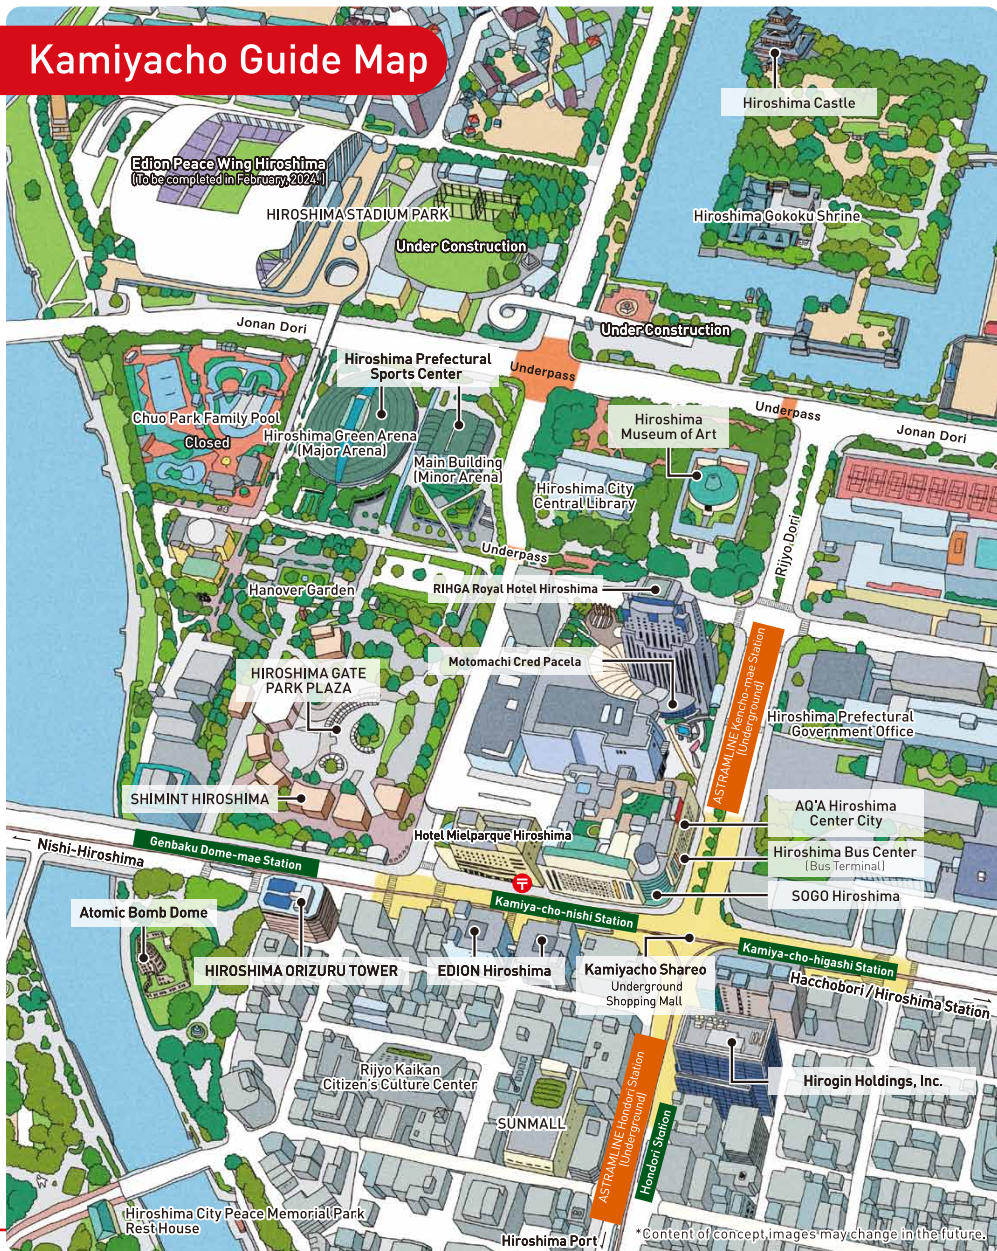 Kamiyacho Guide Map
Hiroshima Castle
Edion Peace Wing Hiroshima
(To be completed in February, 2024.)
HIROSHIMA STADIUM PARK
Hiroshima Gokoku Shrine
Under Construction
Jonan Dori
Under Construction
Hiroshima Prefectural
Sports Center
Underpass
Underpass
Jonan Dori
Chuo Park Family Pool
Closed
Hiroshima Green Arena
(Major Arena)
Main Building
(Minor Arena)
Hiroshima
Museum of Art
Hiroshima City
Central Library
Rijyo Dori
Underpass
Hanover Garden
RIHGA Royal Hotel Hiroshima
Motomachi Cred Pacela
HIROSHIMA GATE
PARK PLAZA
ASTRAMLINE Kencho-mae Station
(Underground)
Hiroshima Prefectural
Government Office
SHIMINT HIROSHIMA
AQ'A Hiroshima
Center City
Hotel Mielparque Hiroshima
Hiroshima Bus Center
(Bus Terminal)
SOGO Hiroshima
← Nishi-Hiroshima
Genbaku Dome-mae Station
〒
Kamiya-cho-nishi Station
Kamiya-cho-higashi Station
Hacchobori / Hiroshima Station →
Atomic Bomb Dome
HIROSHIMA ORIZURU TOWER
EDION Hiroshima
Kamiyacho Shareo
Underground
Shopping Mall
Rijyo Kaikan
Citizen's Culture Center
SUNMALL
Hirogin Holdings, Inc.
ASTRAMLINE Hondori Station
(Underground)
Hondori Station
Hiroshima City Peace Memorial Park
Rest House
Hiroshima Port ↓
*Content of concept images may change in the future.